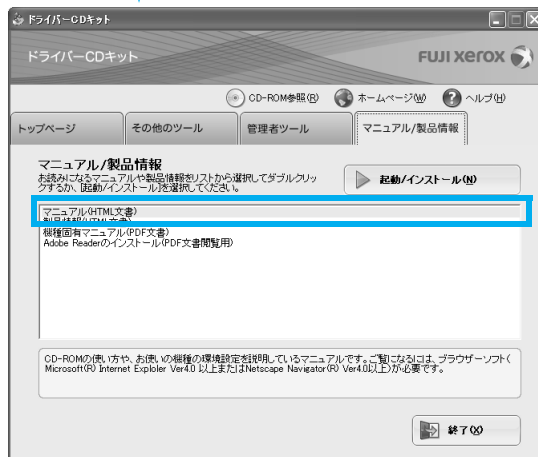 ドライバーCDキット
ドライバーCDキット
FUJI XEROX
CD-ROM参照(R) ホームページ(W) ヘルプ(H)
トップページ その他のツール 管理者ツール マニュアル/製品情報
マニュアル/製品情報
お読みになるマニュアルや製品情報をリストから選択してダブルクリッ
クするか、[起動/インストール]を選択してください。
起動/インストール(N)
マニュアル(HTML文書)
製品情報(HTML文書)
機種固有マニュアル(PDF文書)
Adobe Readerのインストール(PDF文書閲覧用)
CD-ROMの使い方や、お使いの機種の環境設定を説明しているマニュアルです。ご覧になるには、ブラウザーソフト(
Microsoft(R) Internet Exploler Ver4.0 以上またはNetscape Navigator(R) Ver4.0以上)が必要です。
終了(X)